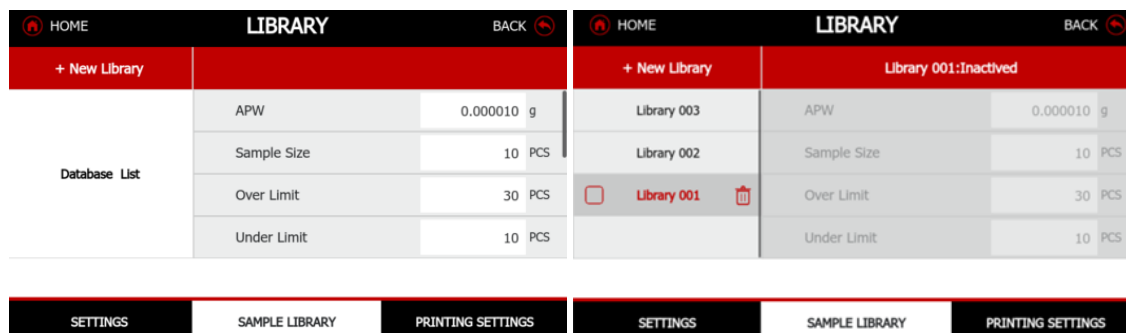 HOME LIBRARY BACK
+ New Library
APW 0.000010 g
Sample Size 10 PCS
Database List
Over Limit 30 PCS
Under Limit 10 PCS
SETTINGS SAMPLE LIBRARY PRINTING SETTINGS
HOME LIBRARY BACK
+ New Library Library 001:Inactived
Library 003 APW 0.000010 g
Library 002 Sample Size 10 PCS
Library 001 Over Limit 30 PCS
Under Limit 10 PCS
SETTINGS SAMPLE LIBRARY PRINTING SETTINGS